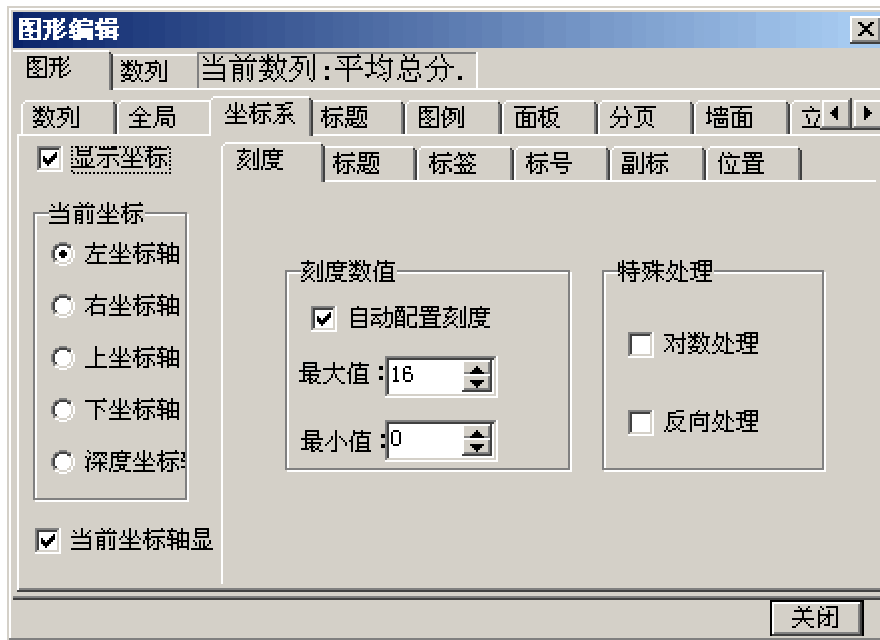 图形编辑
图形 数列 当前数列:平均总分.
数列 全局 坐标系 标题 图例 面板 分页 墙面 立
显示坐标
刻度 标题 标签 标号 副标 位置
当前坐标
左坐标轴
右坐标轴
上坐标轴
下坐标轴
深度坐标
当前坐标轴显
刻度数值
自动配置刻度
最大值:16
最小值:0
特殊处理
对数处理
反向处理
关闭